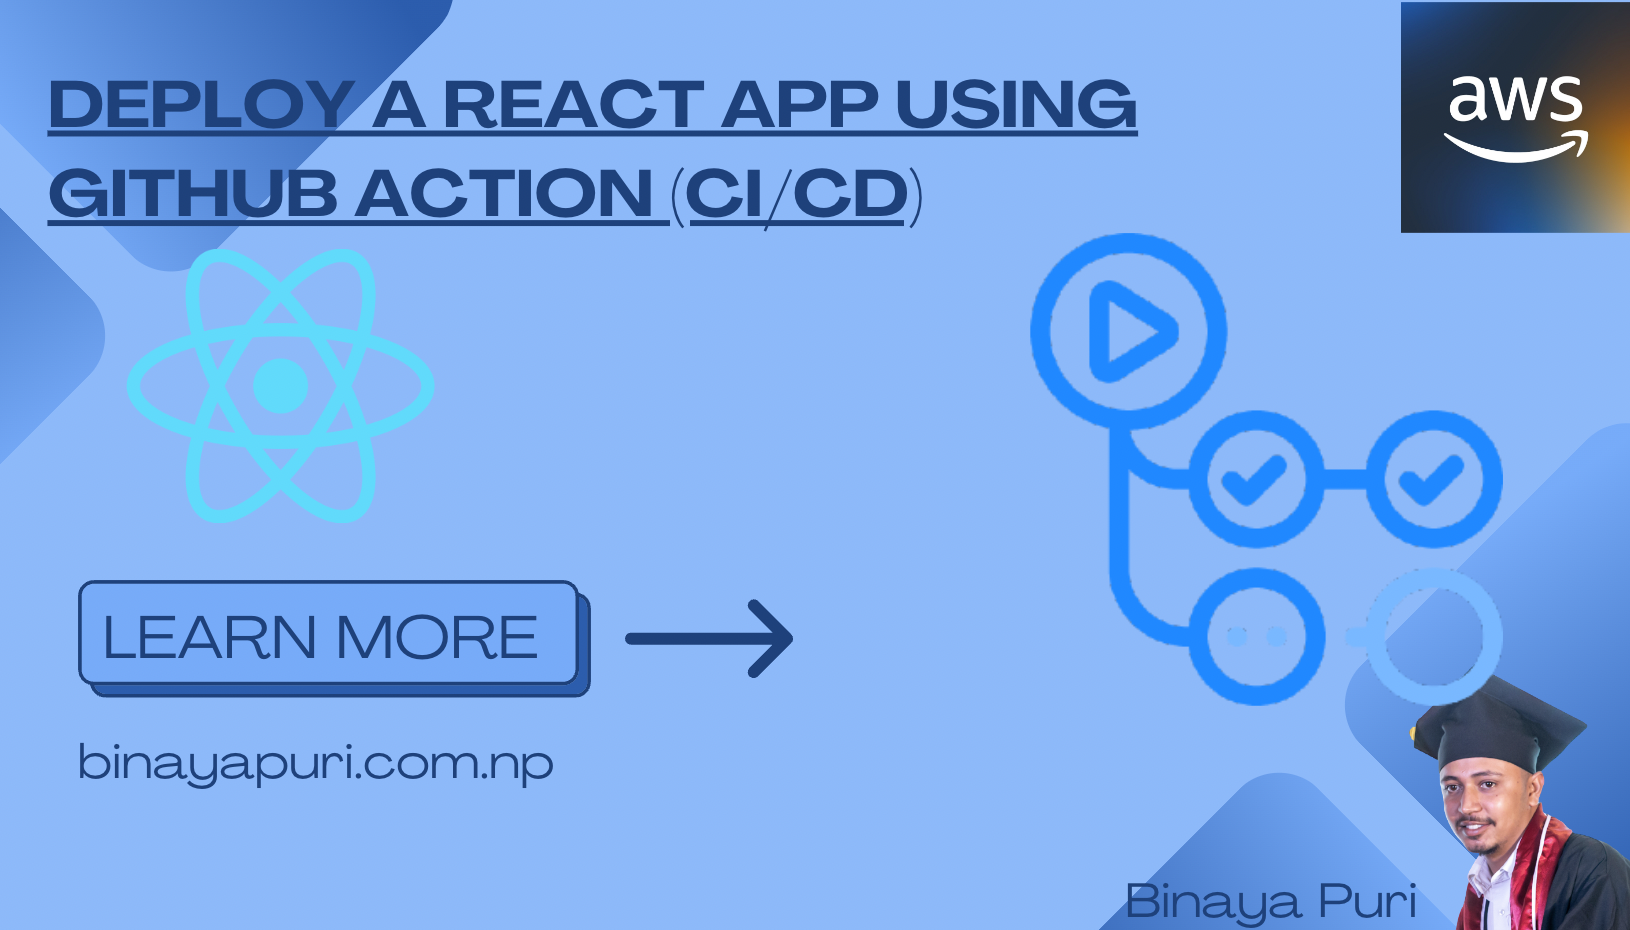 DEPLOY A REACT APP USING
GITHUB ACTION (CI/CD)
aws
LEARN MORE
binayapuri.com.np
Binaya Puri